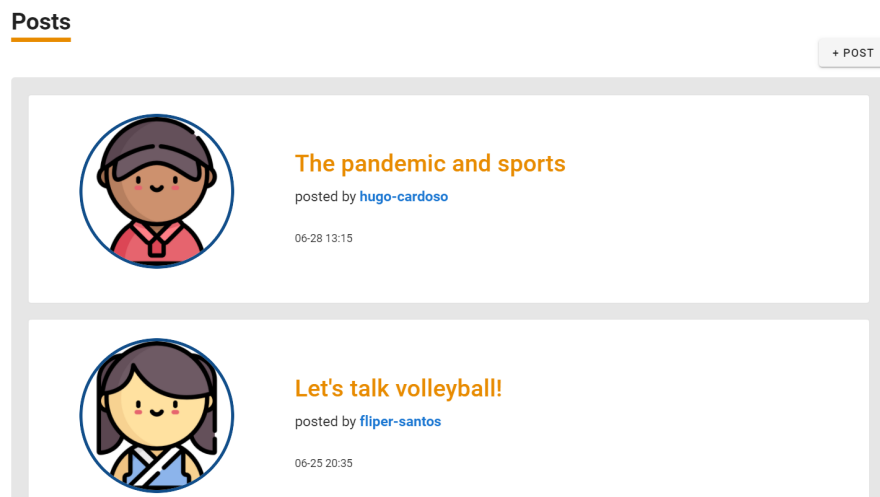 Posts
+ POST
The pandemic and sports
posted by hugo-cardoso
06-28 13:15
Let's talk volleyball!
posted by fliper-santos
06-25 20:35